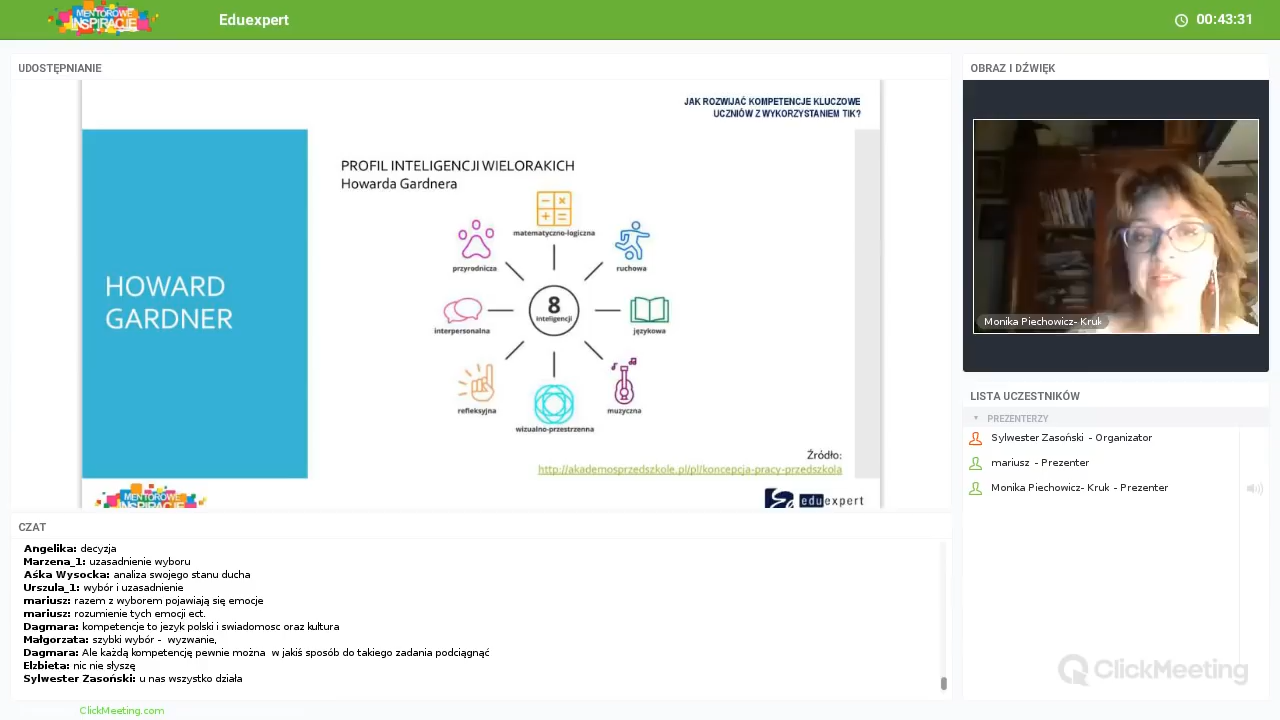 MENTOROWE
INSPIRACJE
Eduexpert
00:43:31
UDOSTĘPNIANIE
JAK ROZWIJAĆ KOMPETENCJE KLUCZOWE
UCZNIÓW Z WYKORZYSTANIEM TIK?
HOWARD
GARDNER
PROFIL INTELIGENCJI WIELORAKICH
Howarda Gardnera
matematyczno-logiczna
przyrodnicza
ruchowa
8
inteligencji
interpersonalna
językowa
refleksyjna
muzyczna
wizualno-przestrzenna
Źródło:
http://akademosprzedszkole.pl/pl/koncepcja-pracy-przedszkola
MENTOROWE
eduexpert
OBRAZ I DŹWIĘK
Monika Piechowicz- Kruk
LISTA UCZESTNIKÓW
PREZENTERZY
Sylwester Zasoński - Organizator
mariusz - Prezenter
Monika Piechowicz- Kruk - Prezenter
ClickMeeting
CZAT
Angelika: decyzja
Marzena_1: uzasadnienie wyboru
Aśka Wysocka: analiza swojego stanu ducha
Urszula_1: wybór i uzasadnienie
mariusz: razem z wyborem pojawiają się emocje
mariusz: rozumienie tych emocji ect.
Dagmara: kompetencje to jezyk polski i swiadomosc oraz kultura
Małgorzata: szybki wybór - wyzwanie,
Dagmara: Ale każdą kompetencję pewnie można w jakiś sposób do takiego zadania podciągnąć
Elzbieta: nic nie słyszę
Sylwester Zasoński: u nas wszystko działa
ClickMeeting.com